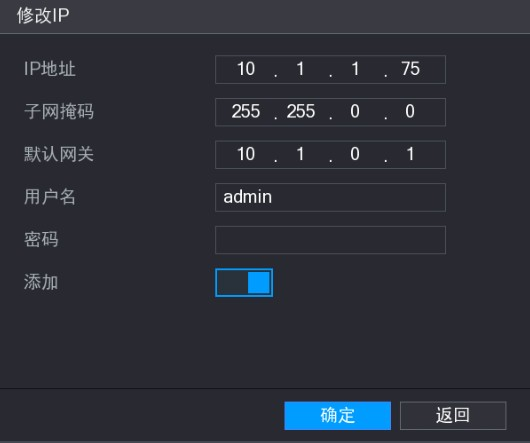 修改IP
IP地址 10 . 1 . 1 . 75
子网掩码 255 . 255 . 0 . 0
默认网关 10 . 1 . 0 . 1
用户名 admin
密码
添加
确定 返回